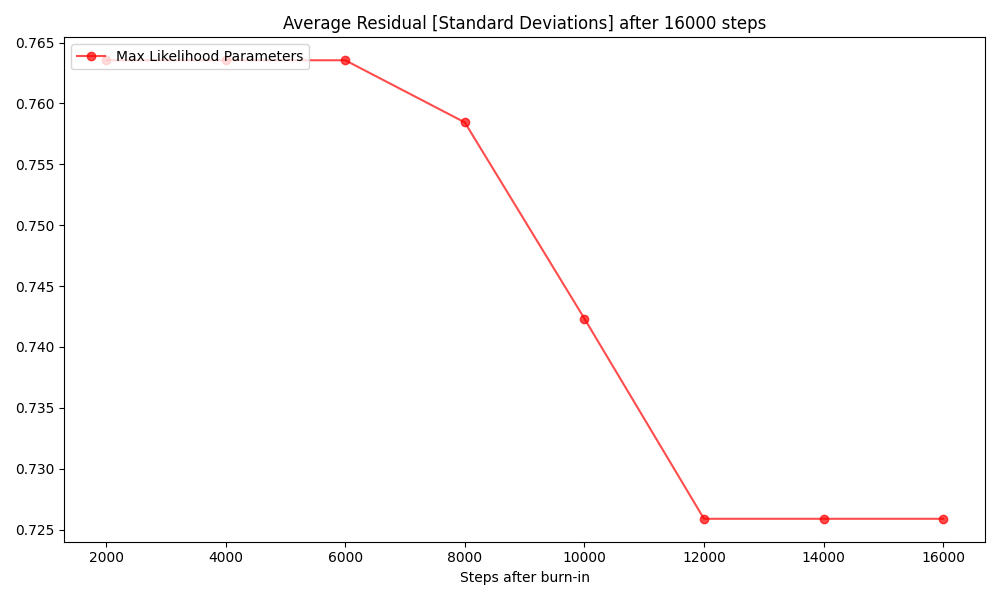 Average Residual [Standard Deviations] after 16000 steps
Max Likelihood Parameters
0.765
0.760
0.755
0.750
0.745
0.740
0.735
0.730
0.725
2000 4000 6000 8000 10000 12000 14000 16000
Steps after burn-in